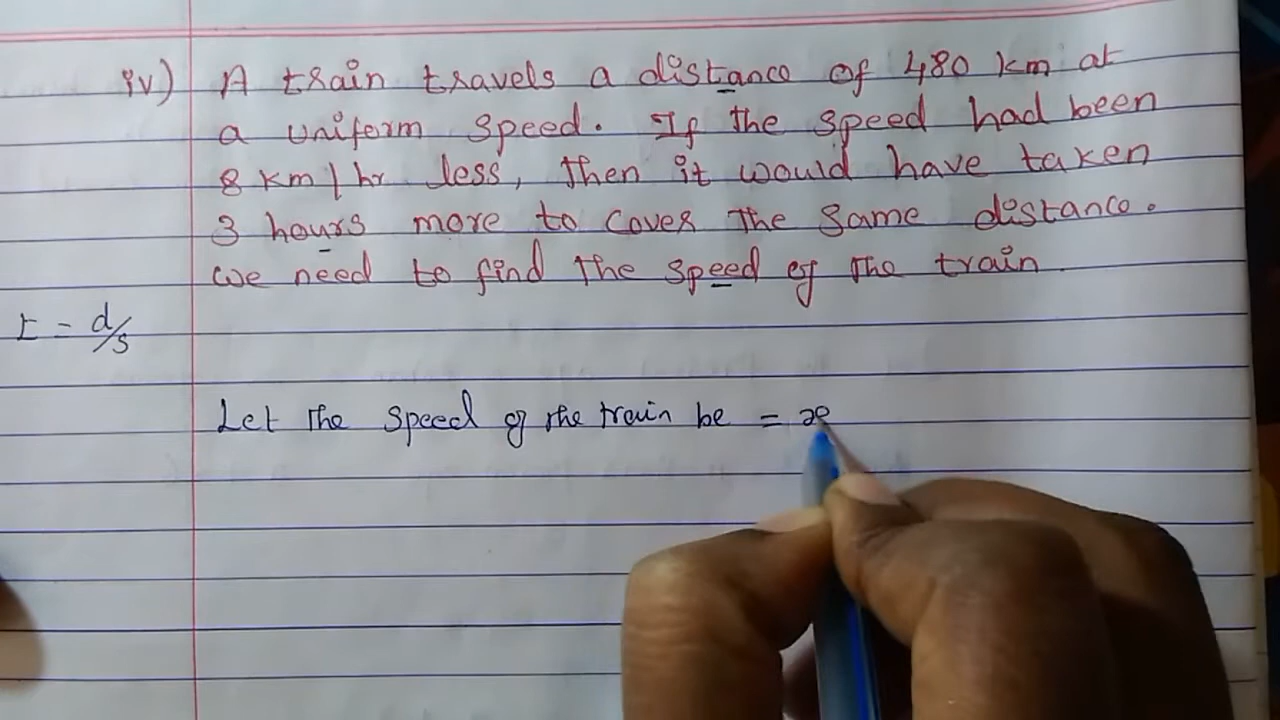 iv) A train travels a distance of 480 km at
a uniform speed. If the speed had been
8 km/hr less, then it would have taken
3 hours more to cover the same distance.
we need to find the speed of the train
t = d/s
Let the speed of the train be = x